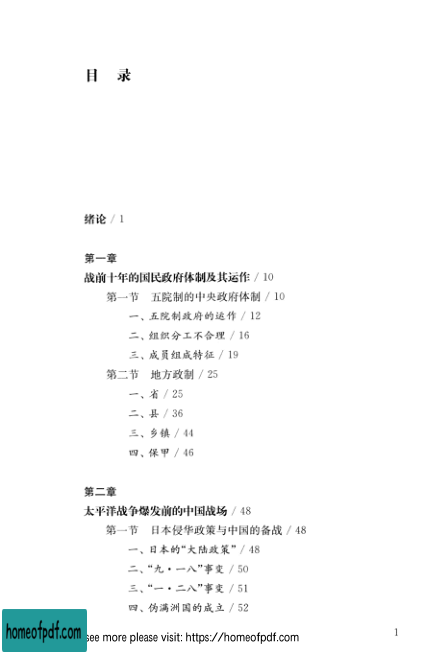 目 录
绪论 / 1
第一章
战前十年的国民政府体制及其运作 / 10
第一节 五院制的中央政府体制 / 10
一、五院制政府的运作 / 12
二、组织分工不合理 / 16
三、成员组成特征 / 19
第二节 地方政制 / 25
一、省 / 25
二、县 / 36
三、乡镇 / 44
四、保甲 / 46
第二章
太平洋战争爆发前的中国战场 / 48
第一节 日本侵华政策与中国的备战 / 48
一、日本的“大陆政策” / 48
二、“九·一八”事变 / 50
三、“一·二八”事变 / 51
四、伪满洲国的成立 / 52
homeofpdf.com
see more please visit: https://homeofpdf.com
1